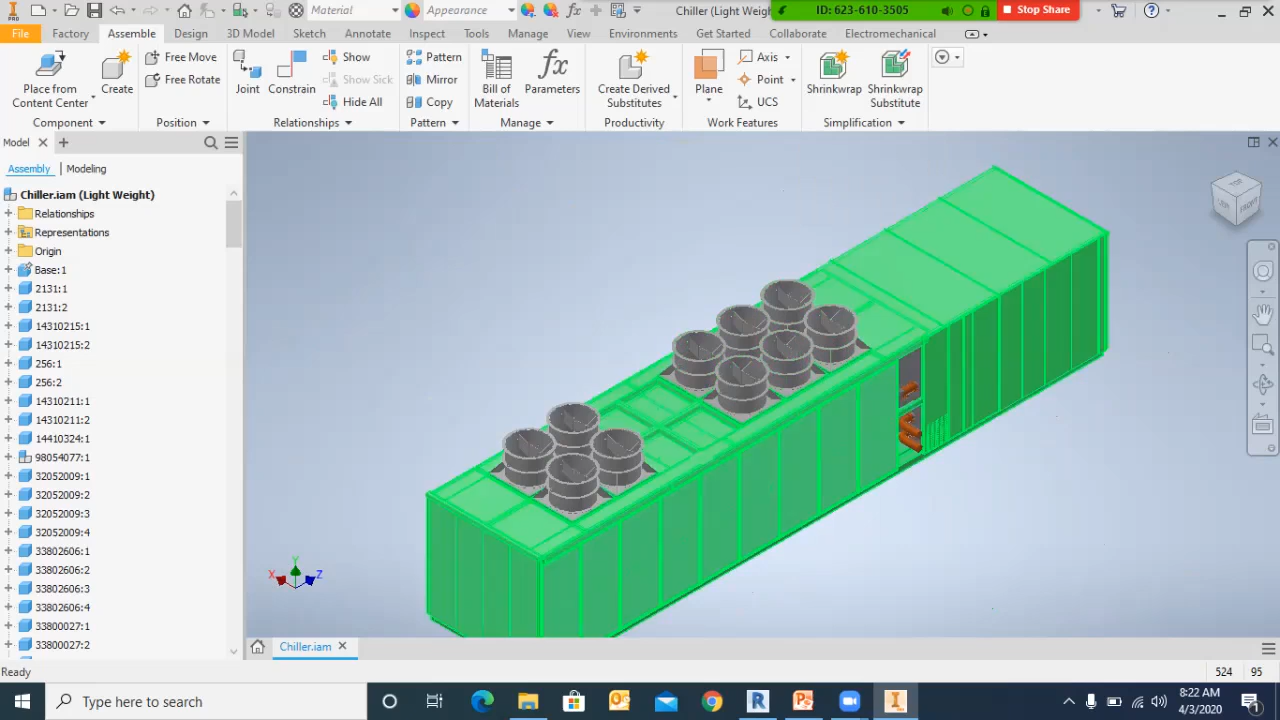 Material
Appearance
Chiller (Light Weig
ID: 623-610-3505
Stop Share
File
Factory
Assemble
Design
3D Model
Sketch
Annotate
Inspect
Tools
Manage
View
Environments
Get Started
Collaborate
Electromechanical
Place from
Content Center
Create
Free Move
Free Rotate
Joint
Constrain
Show
Show Sick
Hide All
Pattern
Mirror
Copy
Bill of
Materials
Parameters
Create Derived
Substitutes
Plane
Axis
Point
UCS
Shrinkwrap
Shrinkwrap
Substitute
Component
Position
Relationships
Pattern
Manage
Productivity
Work Features
Simplification
Model
Assembly
Modeling
Chiller.iam (Light Weight)
Relationships
Representations
Origin
Base:1
2131:1
2131:2
14310215:1
14310215:2
256:1
256:2
14310211:1
14310211:2
14410324:1
98054077:1
32052009:1
32052009:2
32052009:3
32052009:4
33802606:1
33802606:2
33802606:3
33802606:4
33800027:1
33800027:2
TOP
FRONT
X
Y
Z
Chiller.iam
Ready
524
95
Type here to search
8:22 AM
4/3/2020